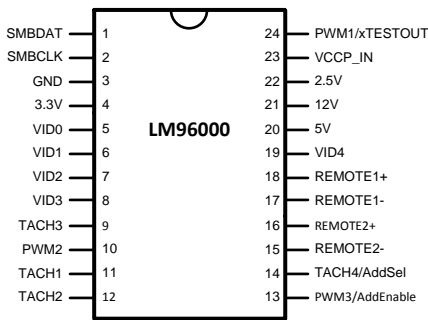 SMBDAT 1 24 PWM1/xTESTOUT
SMBCLK 2 23 VCCP_IN
GND 3 22 2.5V
3.3V 4 21 12V
VID0 5 LM96000 20 5V
VID1 6 19 VID4
VID2 7 18 REMOTE1+
VID3 8 17 REMOTE1-
TACH3 9 16 REMOTE2+
PWM2 10 15 REMOTE2-
TACH1 11 14 TACH4/AddSel
TACH2 12 13 PWM3/AddEnable